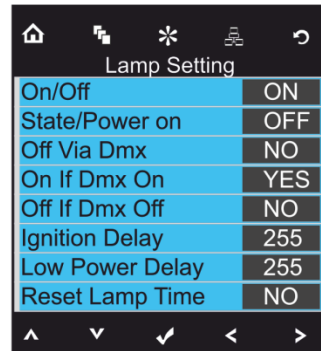 Lamp Setting
On/Off ON
State/Power on OFF
Off Via Dmx NO
On If Dmx On YES
Off If Dmx Off NO
Ignition Delay 255
Low Power Delay 255
Reset Lamp Time NO